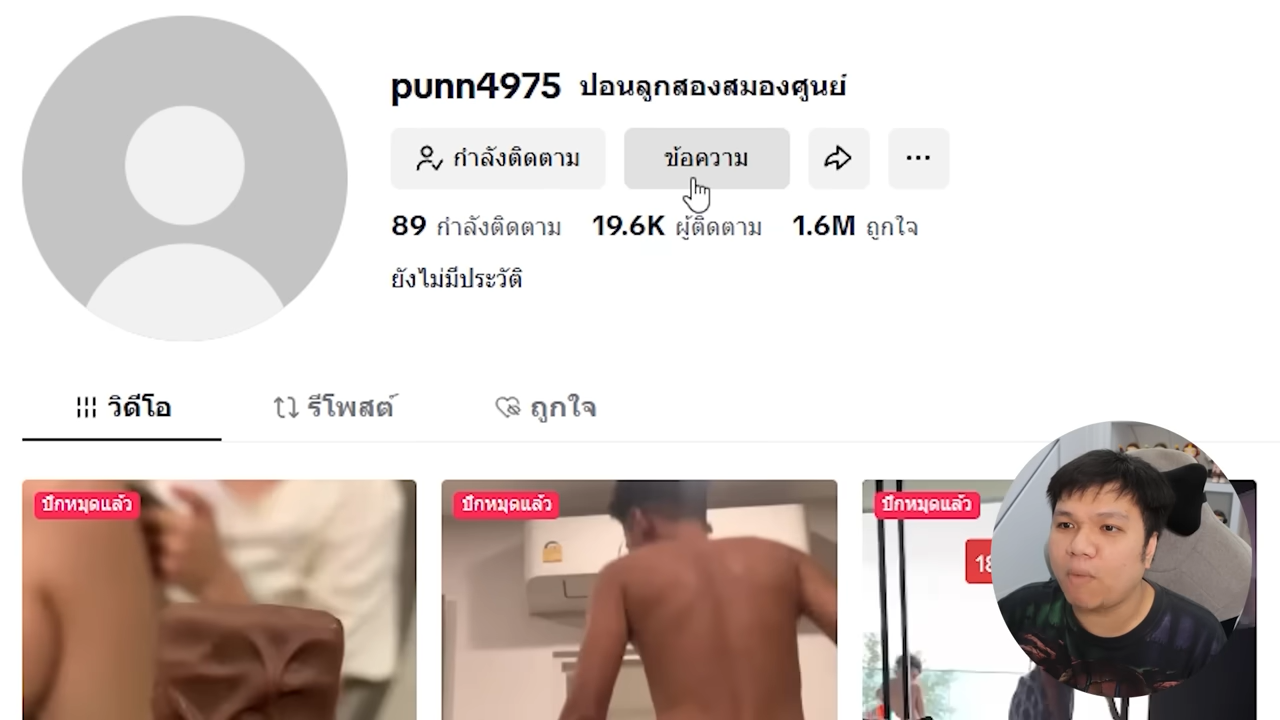 punn4975 ปอนลูกสองสมองศูนย์
กำลังติดตาม ข้อความ
89 กำลังติดตาม 19.6K ผู้ติดตาม 1.6M ถูกใจ
ยังไม่มีประวัติ
วิดีโอ รีโพสต์ ถูกใจ
ปักหมุดแล้ว ปักหมุดแล้ว ปักหมุดแล้ว